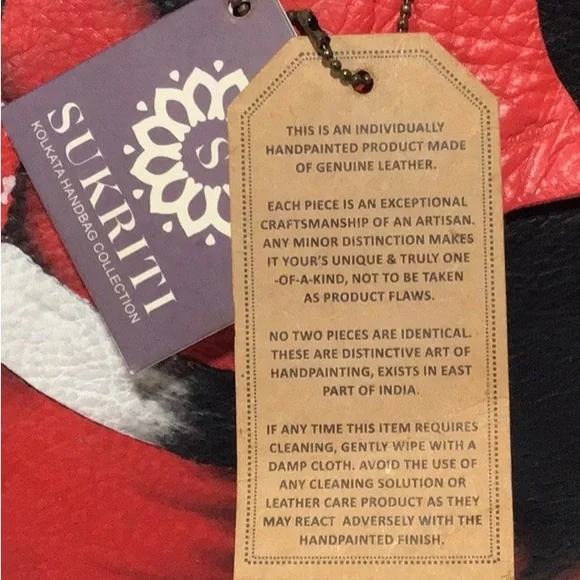 SUKRITI
KOLKATA HANDBAG COLLECTION
S
THIS IS AN INDIVIDUALLY
HANDPAINTED PRODUCT MADE
OF GENUINE LEATHER.
EACH PIECE IS AN EXCEPTIONAL
CRAFTSMANSHIP OF AN ARTISAN.
ANY MINOR DISTINCTION MAKES
IT YOUR'S UNIQUE & TRULY ONE
-OF-A-KIND, NOT TO BE TAKEN
AS PRODUCT FLAWS.
NO TWO PIECES ARE IDENTICAL.
THESE ARE DISTINCTIVE ART OF
HANDPAINTING, EXISTS IN EAST
PART OF INDIA.
IF ANY TIME THIS ITEM REQUIRES
CLEANING, GENTLY WIPE WITH A
DAMP CLOTH. AVOID THE USE OF
ANY CLEANING SOLUTION OR
LEATHER CARE PRODUCT AS THEY
MAY REACT ADVERSELY WITH THE
HANDPAINTED FINISH.